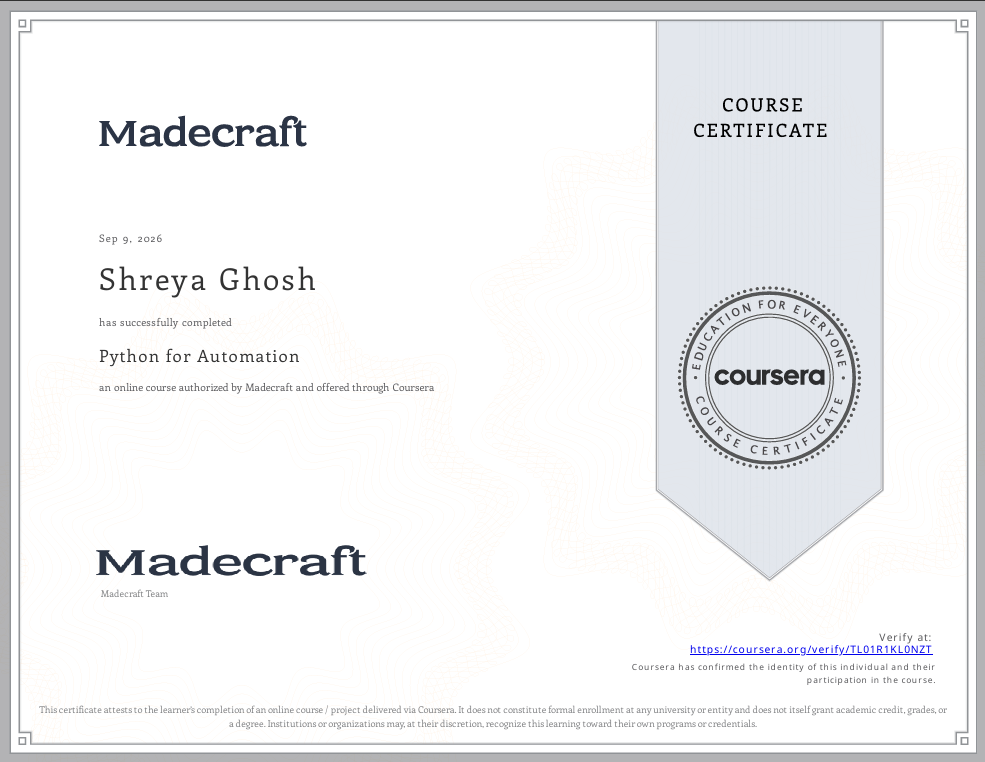 COURSE
CERTIFICATE
Madecraft
Sep 9, 2026
Shreya Ghosh
has successfully completed
Python for Automation
an online course authorized by Madecraft and offered through Coursera
EDUCATION FOR EVERYONE
coursera
COURSE CERTIFICATE
Madecraft
Madecraft Team
Verify at:
https://coursera.org/verify/TL01R1KL0NZT
Coursera has confirmed the identity of this individual and their
participation in the course.
This certificate attests to the learner's completion of an online course / project delivered via Coursera. It does not constitute formal enrollment at any university or entity and does not itself grant academic credit, grades, or
a degree. Institutions or organizations may, at their discretion, recognize this learning toward their own programs or credentials.